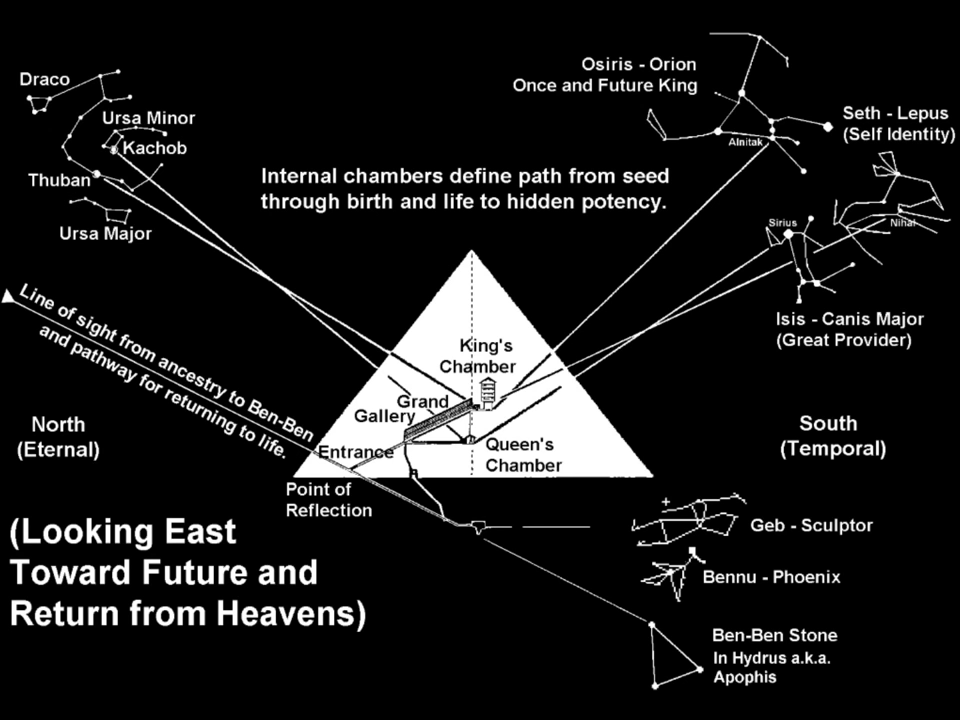 Draco
Ursa Minor
Kachob
Thuban
Ursa Major
Osiris - Orion
Once and Future King
Alnitak
Seth - Lepus
(Self Identity)
Internal chambers define path from seed
through birth and life to hidden potency.
Sirius
Nihal
Isis - Canis Major
(Great Provider)
Line of sight from ancestry to Ben-Ben
and pathway for returning to life.
King's
Chamber
Grand
Gallery
Entrance
Queen's
Chamber
North
(Eternal)
South
(Temporal)
Point of
Reflection
(Looking East
Toward Future and
Return from Heavens)
Geb - Sculptor
Bennu - Phoenix
Ben-Ben Stone
In Hydrus a.k.a.
Apophis